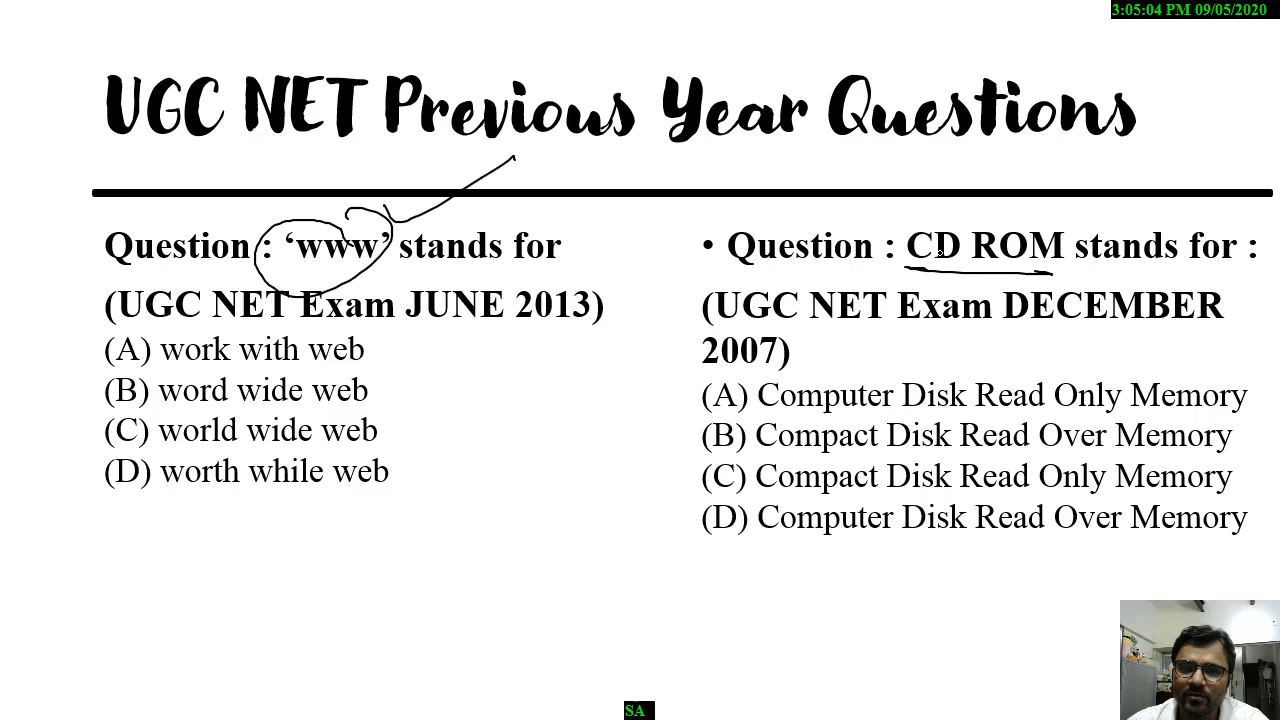 3:05:04 PM 09/05/2020
UGC NET Previous Year Questions
Question : ‘www’ stands for
(UGC NET Exam JUNE 2013)
(A) work with web
(B) word wide web
(C) world wide web
(D) worth while web
• Question : CD ROM stands for :
(UGC NET Exam DECEMBER
2007)
(A) Computer Disk Read Only Memory
(B) Compact Disk Read Over Memory
(C) Compact Disk Read Only Memory
(D) Computer Disk Read Over Memory
SA